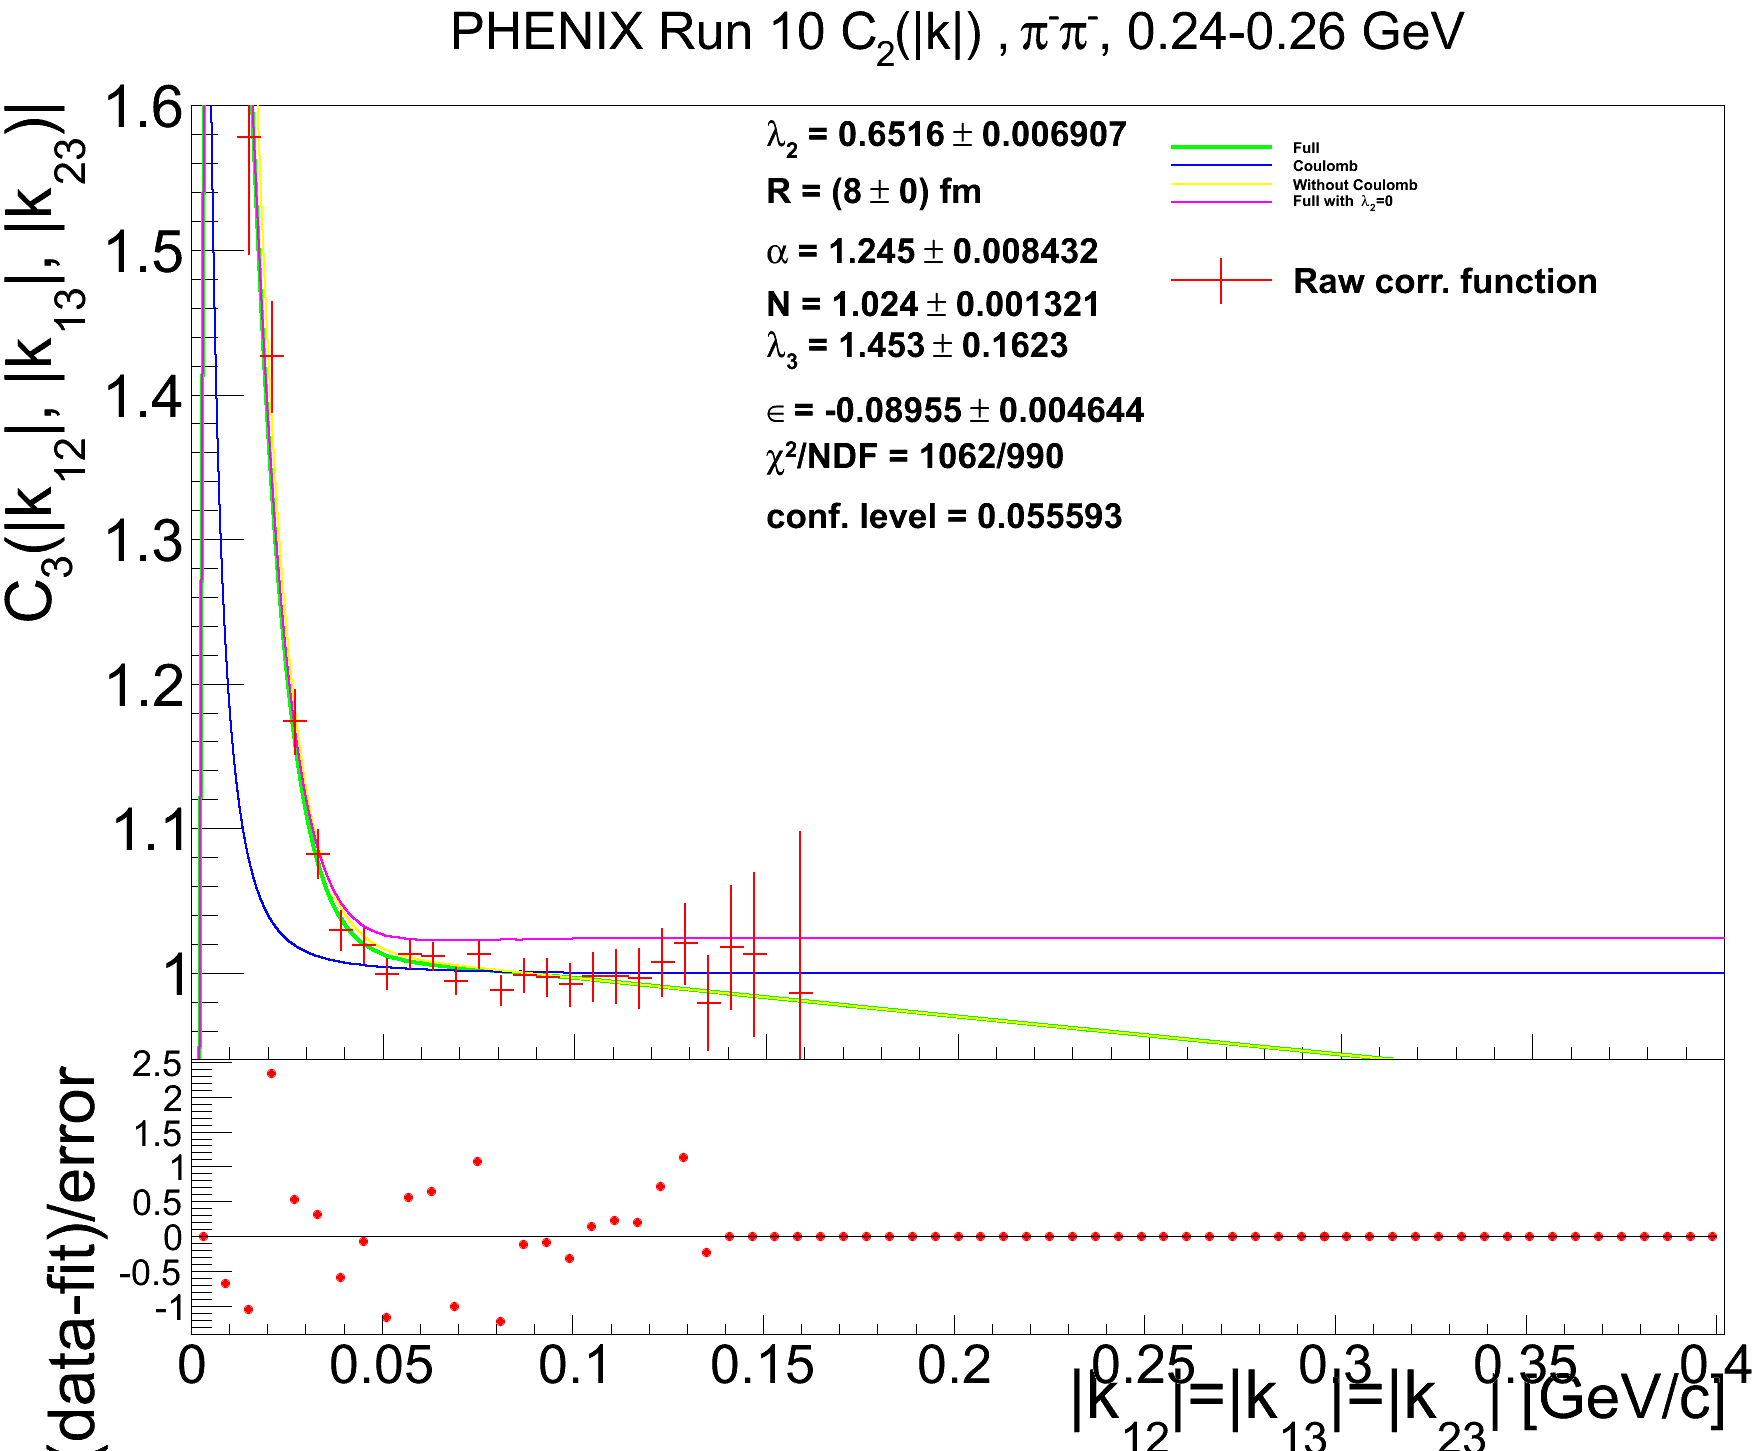 PHENIX Run 10 C₂(|k|) , π⁻π⁻, 0.24-0.26 GeV
C₃(|k₁₂|, |k₁₃|, |k₂₃)|
1.6
1.5
1.4
1.3
1.2
1.1
1
λ₂ = 0.6516 ± 0.006907
R = (8 ± 0) fm
α = 1.245 ± 0.008432
N = 1.024 ± 0.001321
λ₃ = 1.453 ± 0.1623
∈ = -0.08955 ± 0.004644
χ²/NDF = 1062/990
conf. level = 0.055593
Full
Coulomb
Without Coulomb
Full with λ₂=0
Raw corr. function
(data-fit)/error
2.5
2
1.5
1
0.5
0
-0.5
-1
0 0.05 0.1 0.15 0.2 0.25 0.3 0.35 0.4
|k₁₂|=|k₁₃|=|k₂₃| [GeV/c]